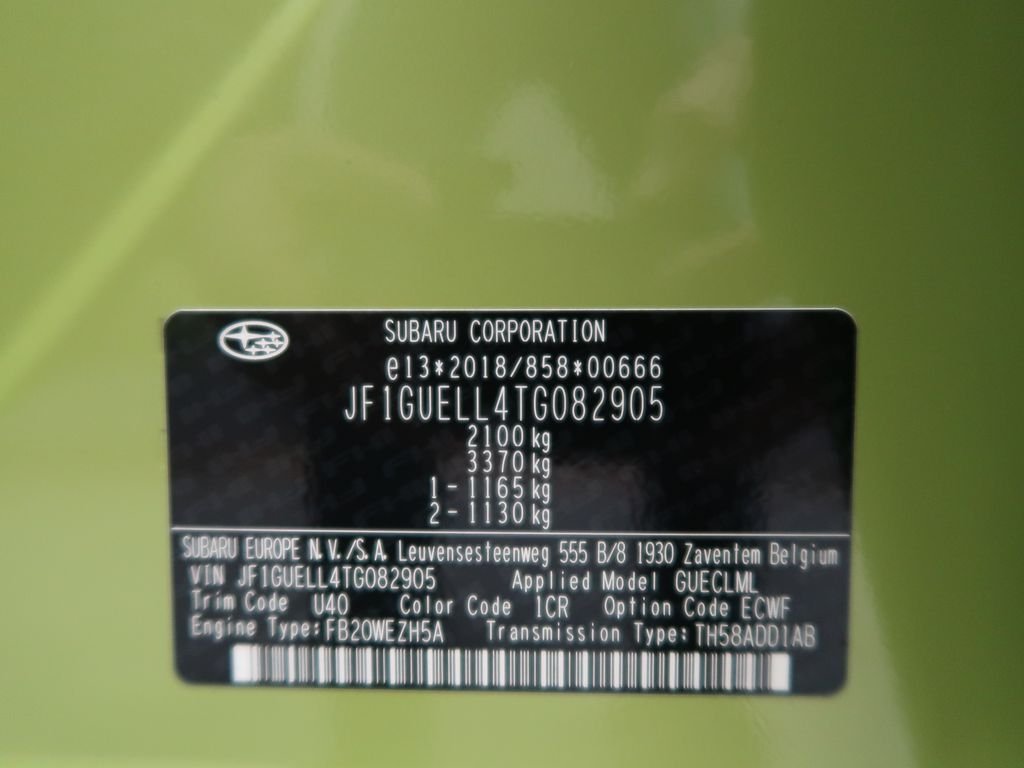 SUBARU CORPORATION
e13*2018/858*00666
JF1GUELL4TG082905
2100 kg
3370 kg
1 - 1165 kg
2 - 1130 kg
SUBARU EUROPE N.V./S.A. Leuvensesteenweg 555 B/8 1930 Zaventem Belgium
VIN JF1GUELL4TG082905 Applied Model GUECLML
Trim Code U40 Color Code 1CR Option Code ECWF
Engine Type:FB20WEZH5A Transmission Type:TH58ADD1AB